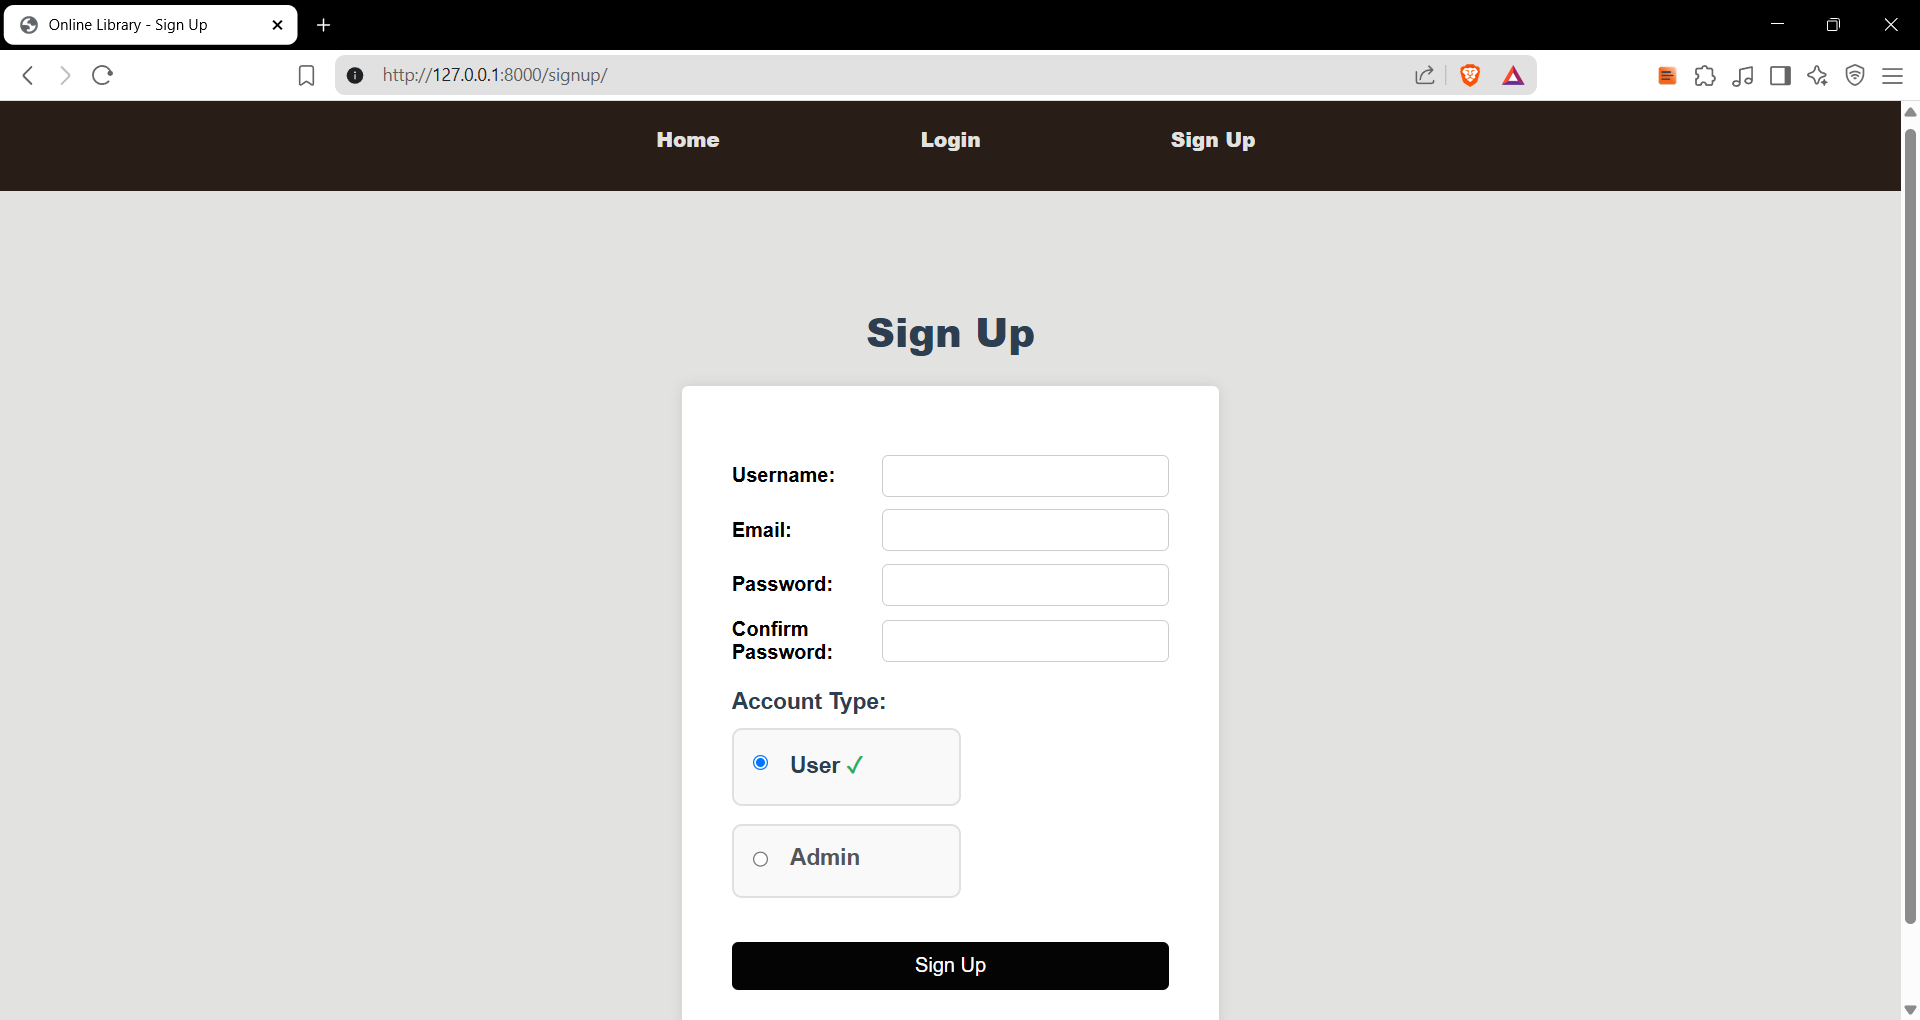 Online Library - Sign Up
http://127.0.0.1:8000/signup/
Home Login Sign Up
Sign Up
Username:
Email:
Password:
Confirm
Password:
Account Type:
User ✓
Admin
Sign Up